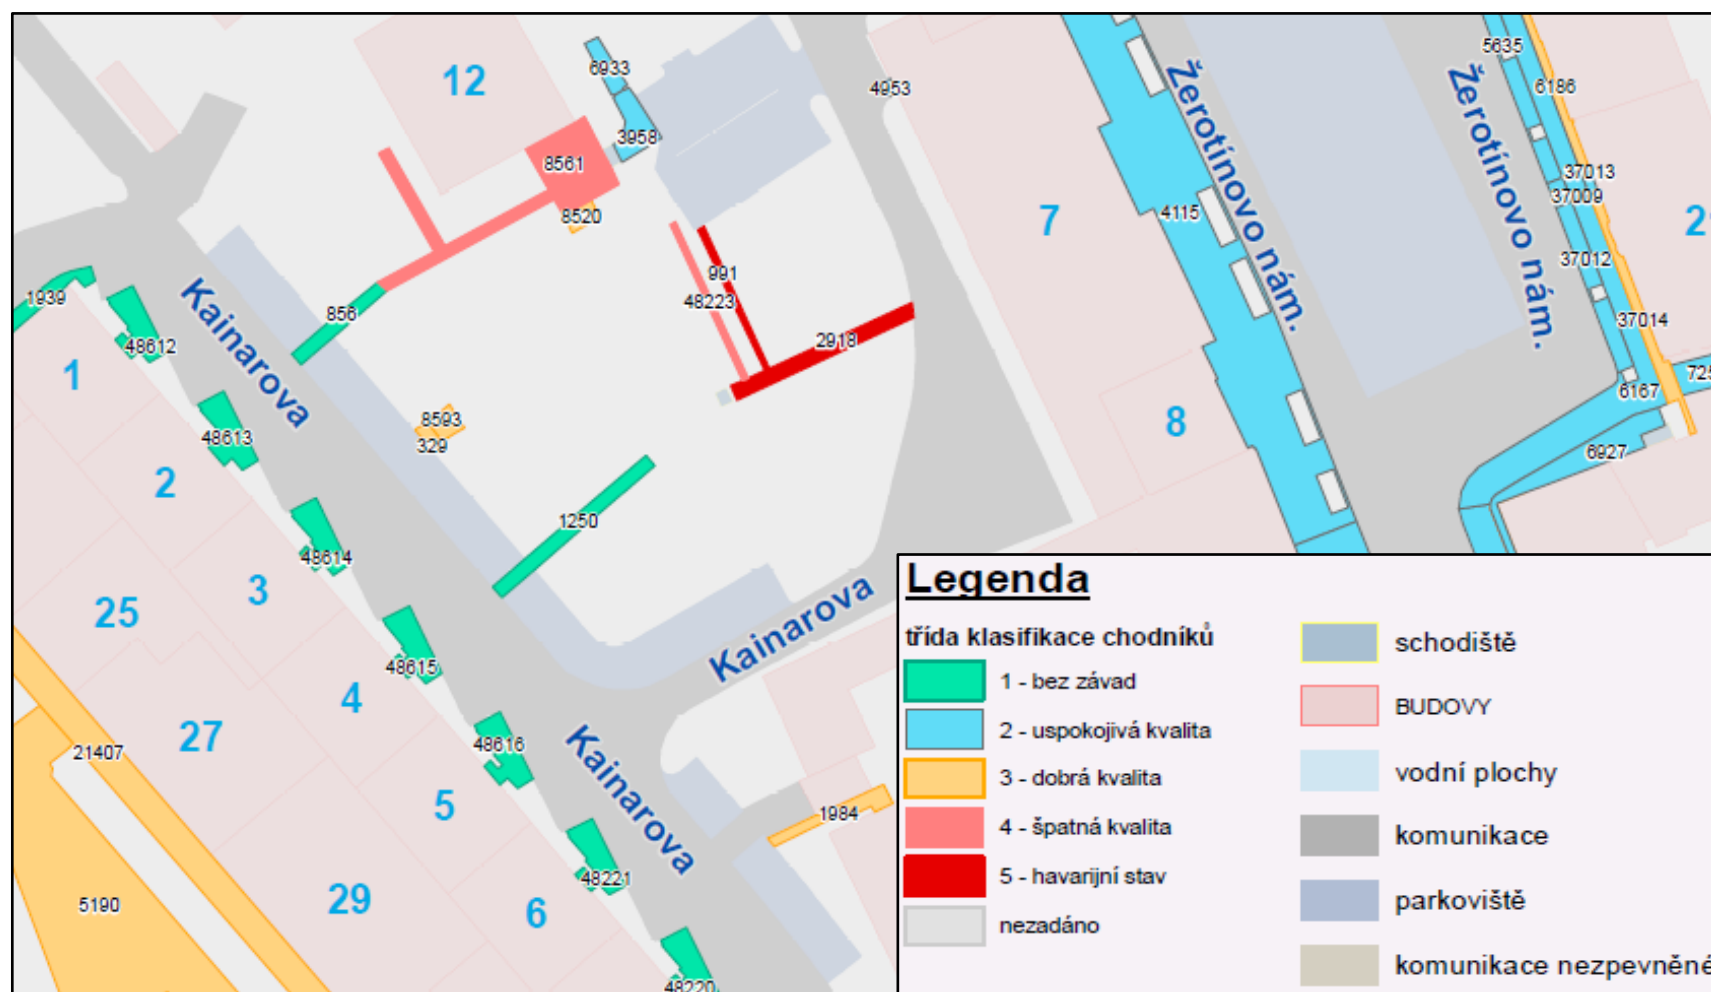 5635
6933
12
4953
6186
Žerotínovo nám.
Žerotínovo nám.
3958
8561
37013
37009
8520
7
4115
37012
991
1939
Kainarova
856
48223
37014
48612
2918
1
6167
8593
8
48613
329
6927
2
1250
48614
3
25
Kainarova
48615
4
27
48616
21407
Kainarova
5
1984
48221
5190
29
6
48220
Legenda
třída klasifikace chodníků
1 - bez závad
2 - uspokojivá kvalita
3 - dobrá kvalita
4 - špatná kvalita
5 - havarijní stav
nezadáno
schodiště
BUDOVY
vodní plochy
komunikace
parkoviště
komunikace nezpevněné